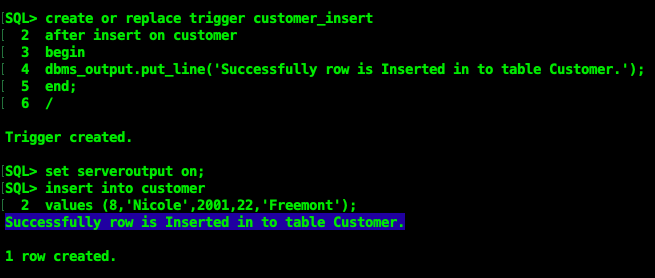 SQL> create or replace trigger customer_insert
2 after insert on customer
3 begin
4 dbms_output.put_line('Successfully row is Inserted in to table Customer.');
5 end;
6 /
Trigger created.
SQL> set serveroutput on;
SQL> insert into customer
2 values (8,'Nicole',2001,22,'Freemont');
Successfully row is Inserted in to table Customer.
1 row created.